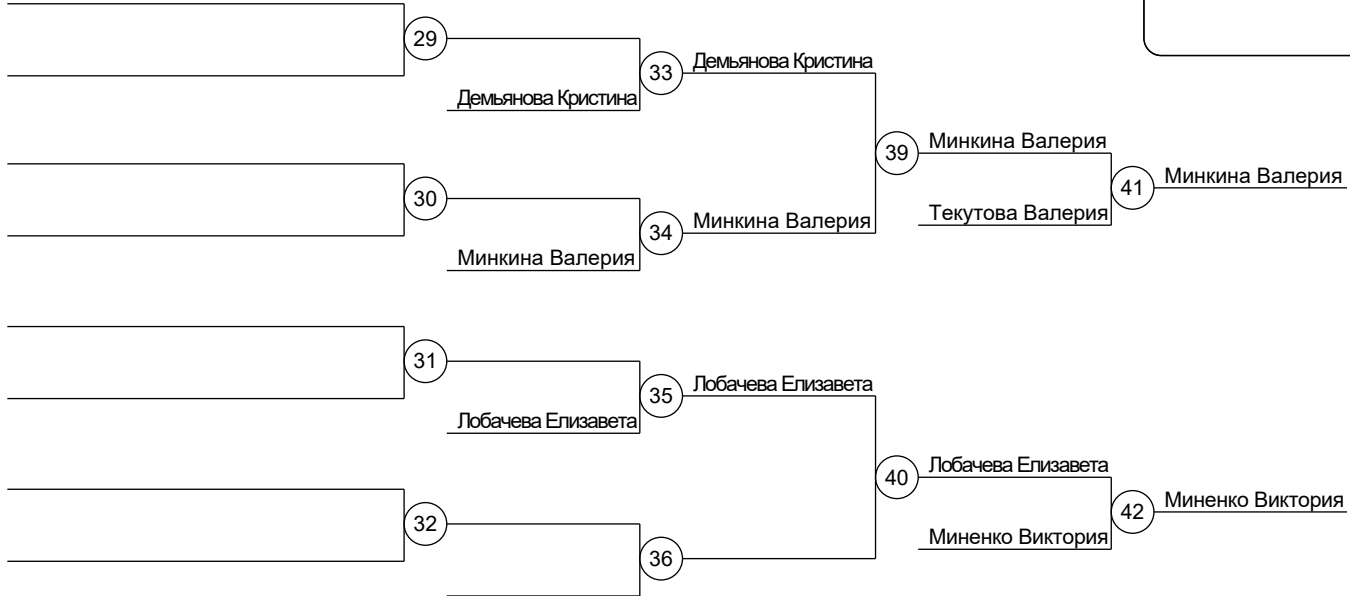 29
33
Демьянова Кристина
Демьянова Кристина
39
Минкина Валерия
30
41
Минкина Валерия
34
Минкина Валерия
Текутова Валерия
Минкина Валерия
31
35
Лобачева Елизавета
Лобачева Елизавета
40
Лобачева Елизавета
32
42
Миненко Виктория
36
Миненко Виктория